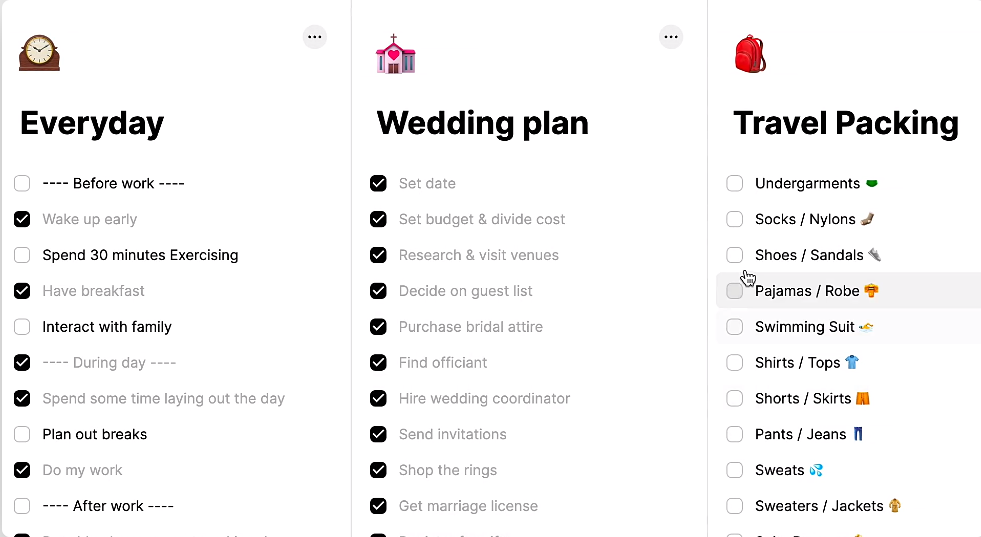 Everyday
---- Before work ----
Wake up early
Spend 30 minutes Exercising
Have breakfast
Interact with family
---- During day ----
Spend some time laying out the day
Plan out breaks
Do my work
---- After work ----
Wedding plan
Set date
Set budget & divide cost
Research & visit venues
Decide on guest list
Purchase bridal attire
Find officiant
Hire wedding coordinator
Send invitations
Shop the rings
Get marriage license
Travel Packing
Undergarments
Socks / Nylons
Shoes / Sandals
Pajamas / Robe
Swimming Suit
Shirts / Tops
Shorts / Skirts
Pants / Jeans
Sweats
Sweaters / Jackets